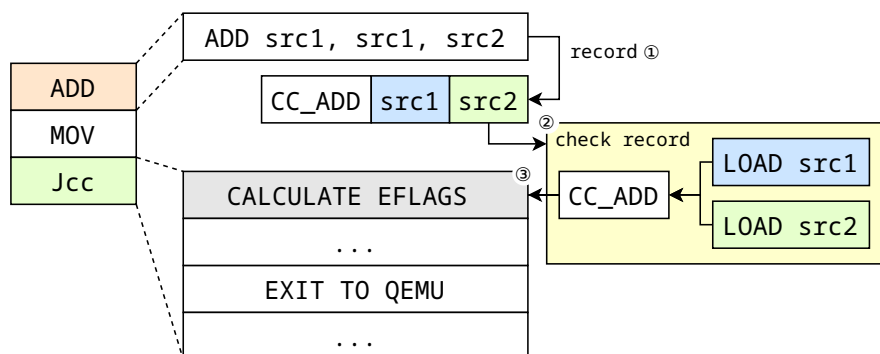 ADD
MOV
Jcc
ADD src1, src1, src2
record ①
CC_ADD src1 src2
②
check record
LOAD src1
CC_ADD
LOAD src2
③
CALCULATE EFLAGS
...
EXIT TO QEMU
...